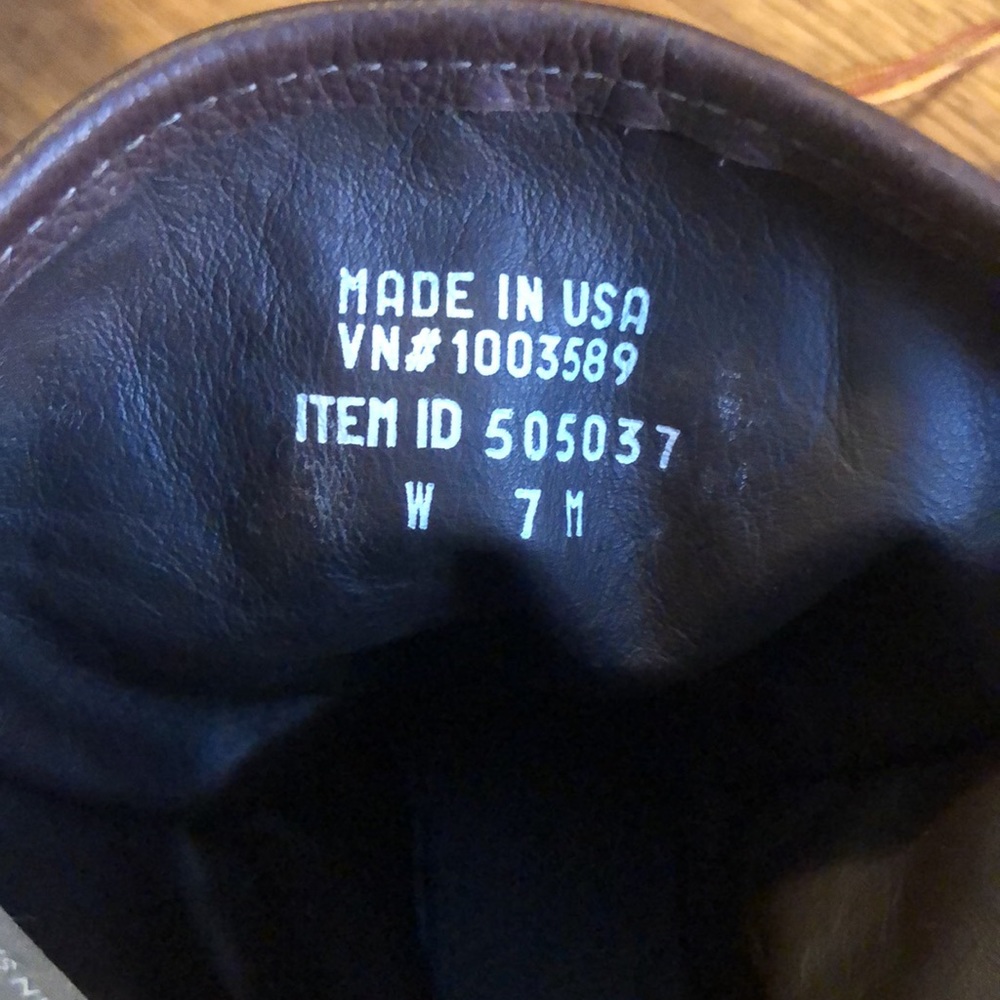 MADE IN USA
VN#1003589
ITEM ID 505037
W 7 M